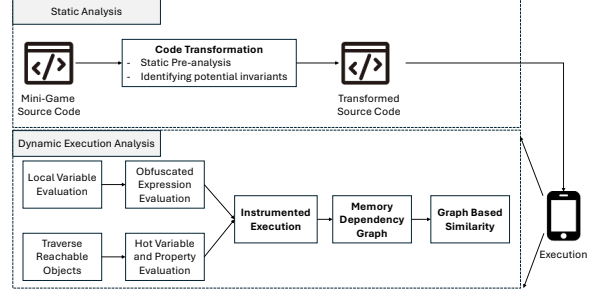 Static Analysis
Code Transformation
- Static Pre-analysis
- Identifying potential invariants
Mini-Game
Source Code
Transformed
Source Code
Dynamic Execution Analysis
Local Variable
Evaluation
Obfuscated
Expression
Evaluation
Instrumented
Execution
Memory
Dependency
Graph
Graph Based
Similarity
Traverse
Reachable
Objects
Hot Variable
and Property
Evaluation
Execution